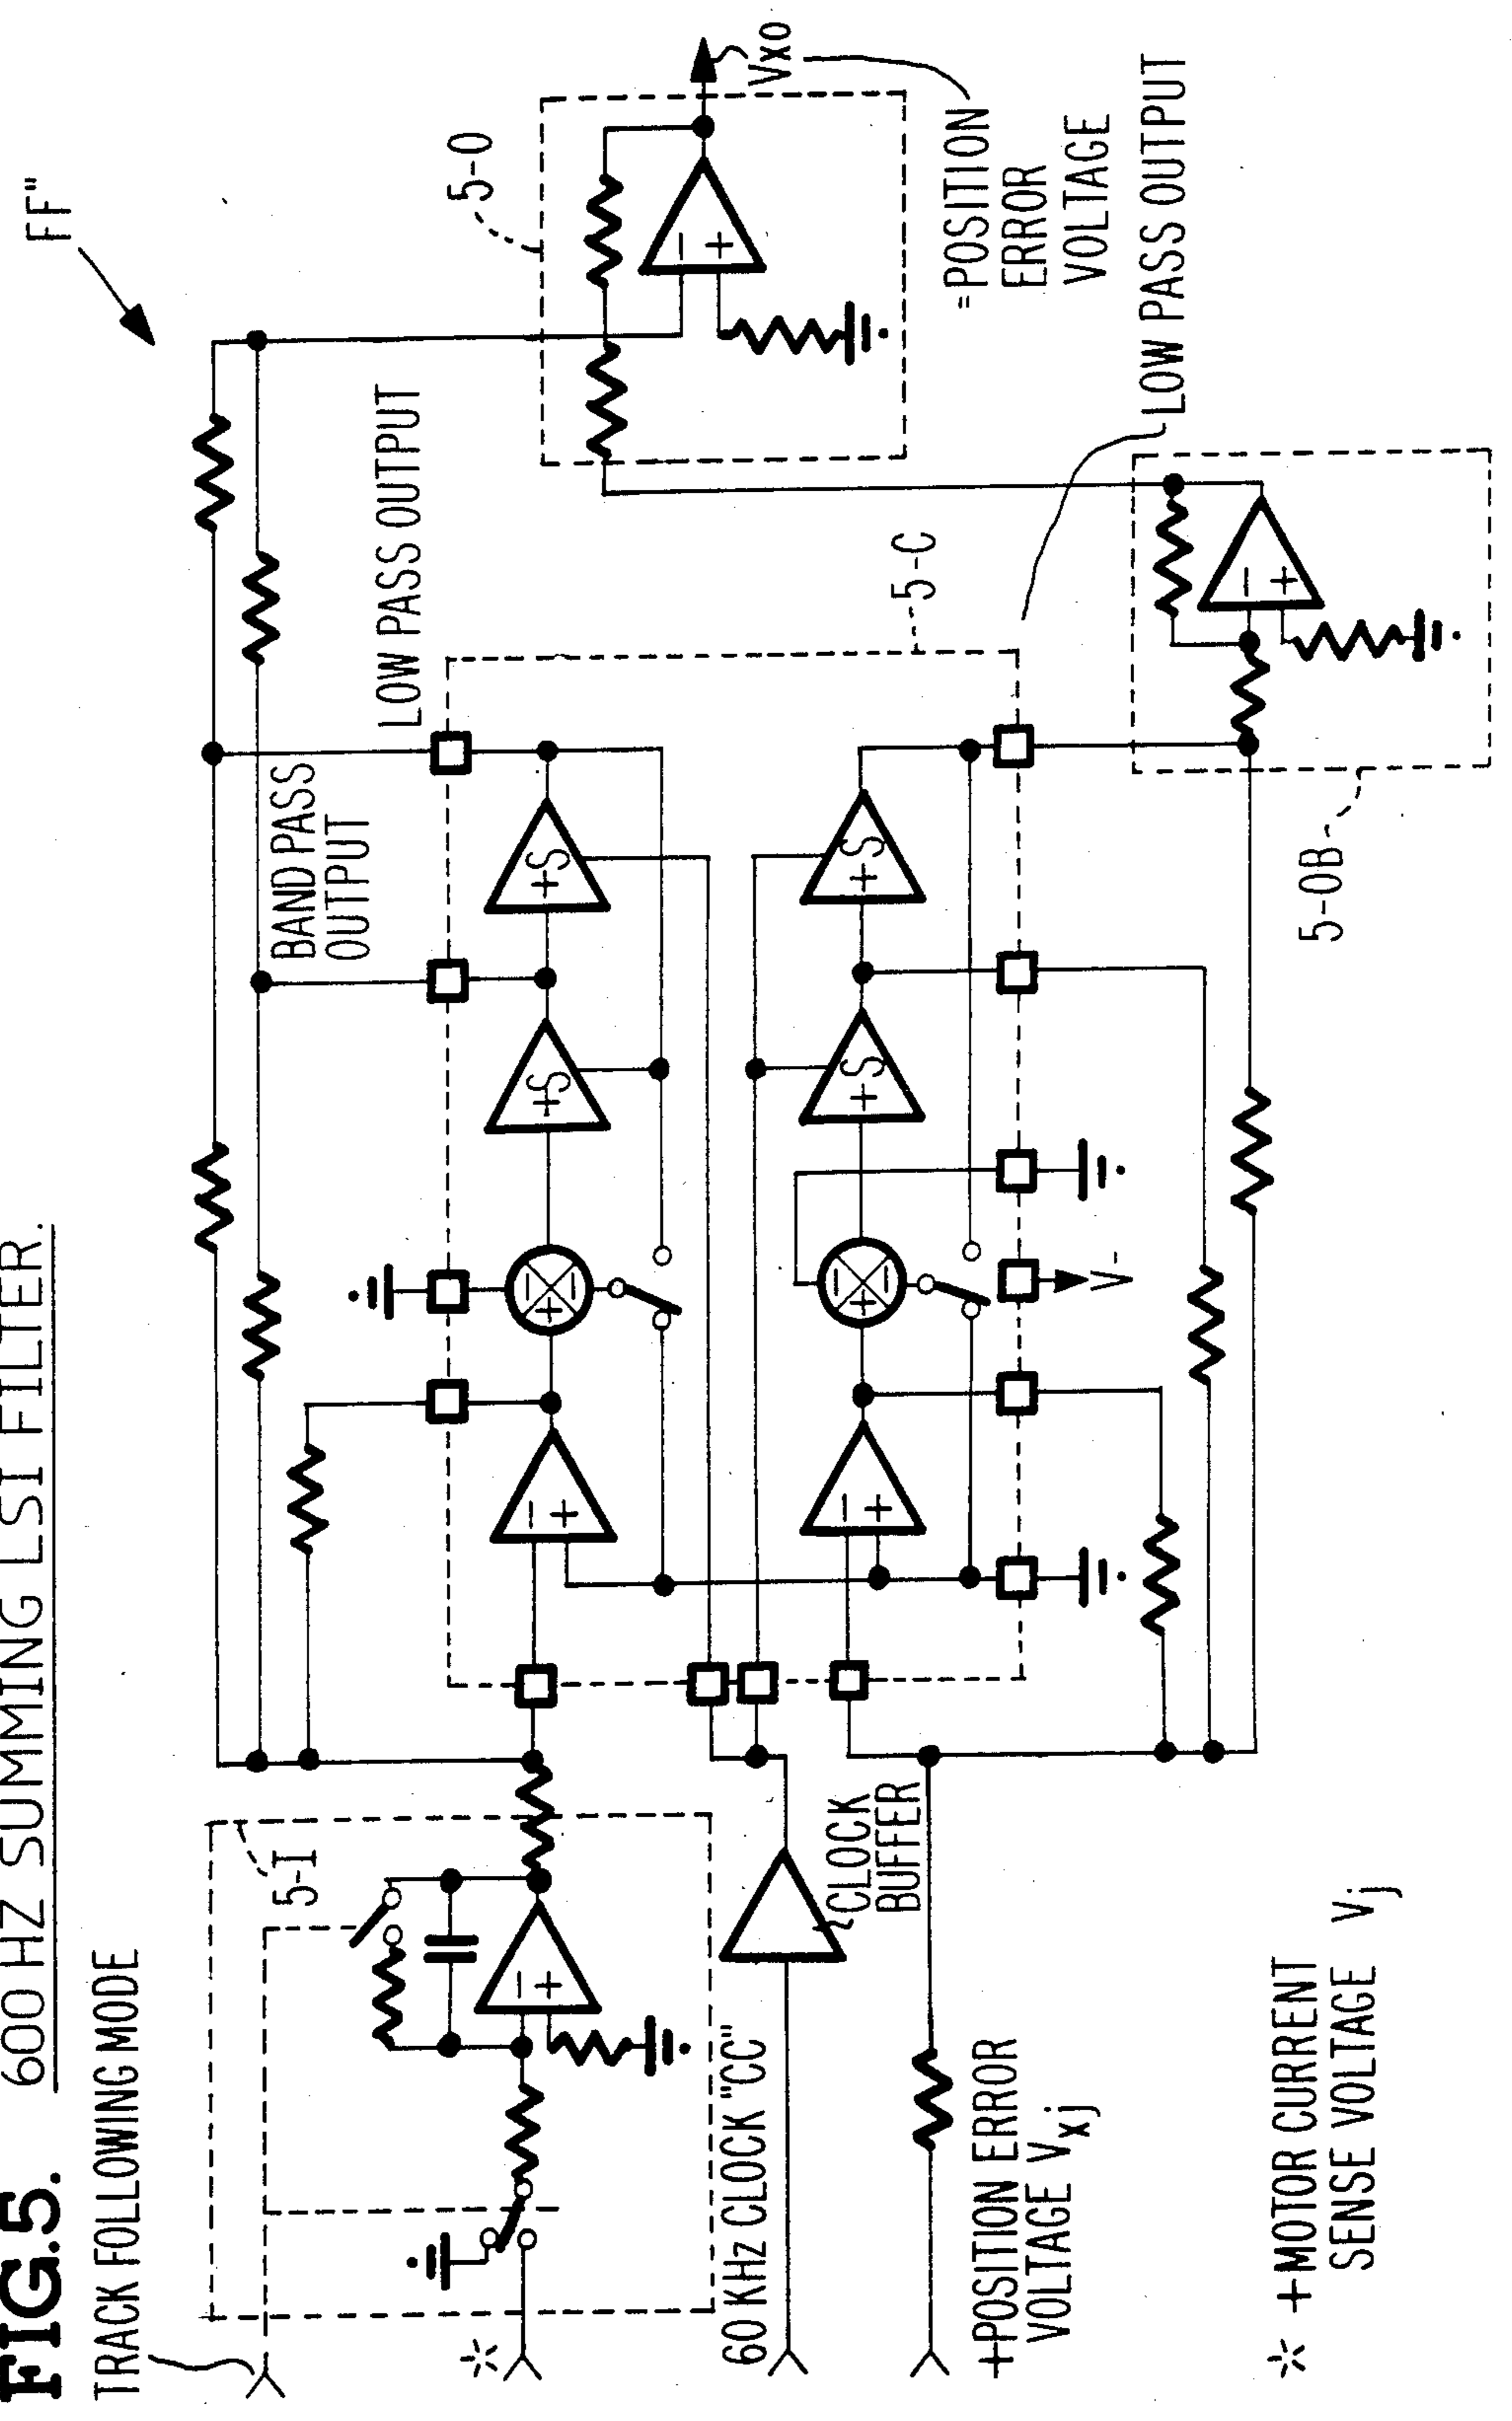 FIG.5.
600 HZ SUMMING LSI FILTER.
FF"
TRACK FOLLOWING MODE
5-I
LOW PASS OUTPUT
BAND PASS
OUTPUT
5-0
Vxo
=POSITION
ERROR
VOLTAGE
LOW PASS OUTPUT
5-C
5-0B
*
60 KHz CLOCK "CC"
CLOCK
BUFFER
+POSITION ERROR
VOLTAGE Vxj
V-
- +
- +
- +
- +
- +
+S
+S
+S
+S
* +MOTOR CURRENT
SENSE VOLTAGE Vj